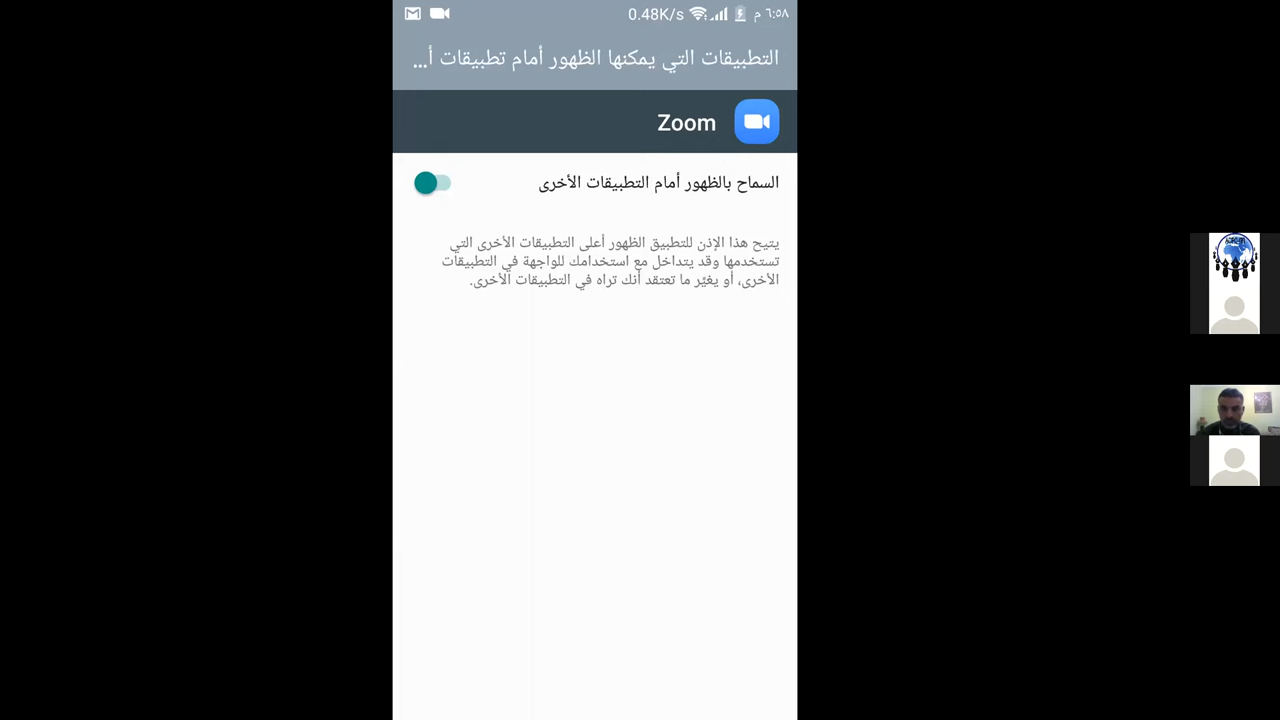 ٦:٥٨ م
0.48K/s
التطبيقات التي يمكنها الظهور أمام تطبيقات أ...
Zoom
السماح بالظهور أمام التطبيقات الأخرى
يتيح هذا الإذن للتطبيق الظهور أعلى التطبيقات الأخرى التي
تستخدمها وقد يتداخل مع استخدامك للواجهة في التطبيقات
الأخرى، أو يغيّر ما تعتقد أنك تراه في التطبيقات الأخرى.